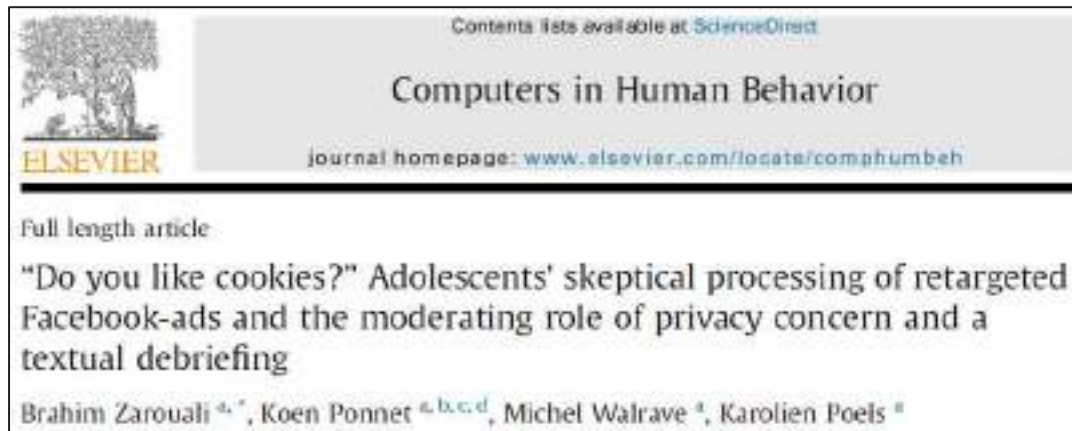 Contents lists available at ScienceDirect
Computers in Human Behavior
ELSEVIER
journal homepage: www.elsevier.com/locate/comphumbeh
Full length article
“Do you like cookies?” Adolescents’ skeptical processing of retargeted
Facebook-ads and the moderating role of privacy concern and a
textual debriefing
Brahim Zarouali a, *, Koen Ponnet a, b, c, d, Michel Walrave a, Karolien Poels a